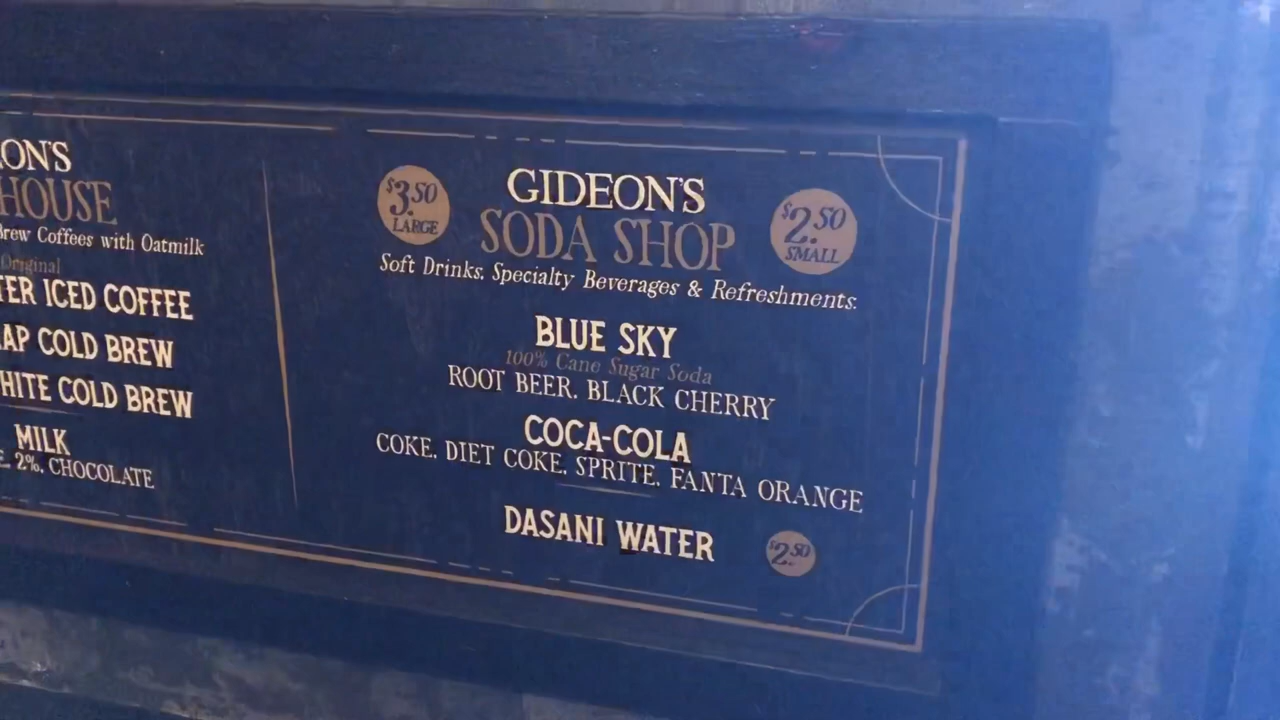 ON'S
HOUSE
Brew Coffees with Oatmilk
Original
TER ICED COFFEE
AP COLD BREW
HITE COLD BREW
MILK
2%, CHOCOLATE
$3.50
LARGE
GIDEON'S
SODA SHOP
$2.50
SMALL
Soft Drinks, Specialty Beverages & Refreshments.
BLUE SKY
100% Cane Sugar Soda
ROOT BEER, BLACK CHERRY
COCA-COLA
COKE, DIET COKE, SPRITE, FANTA ORANGE
DASANI WATER
$2.50